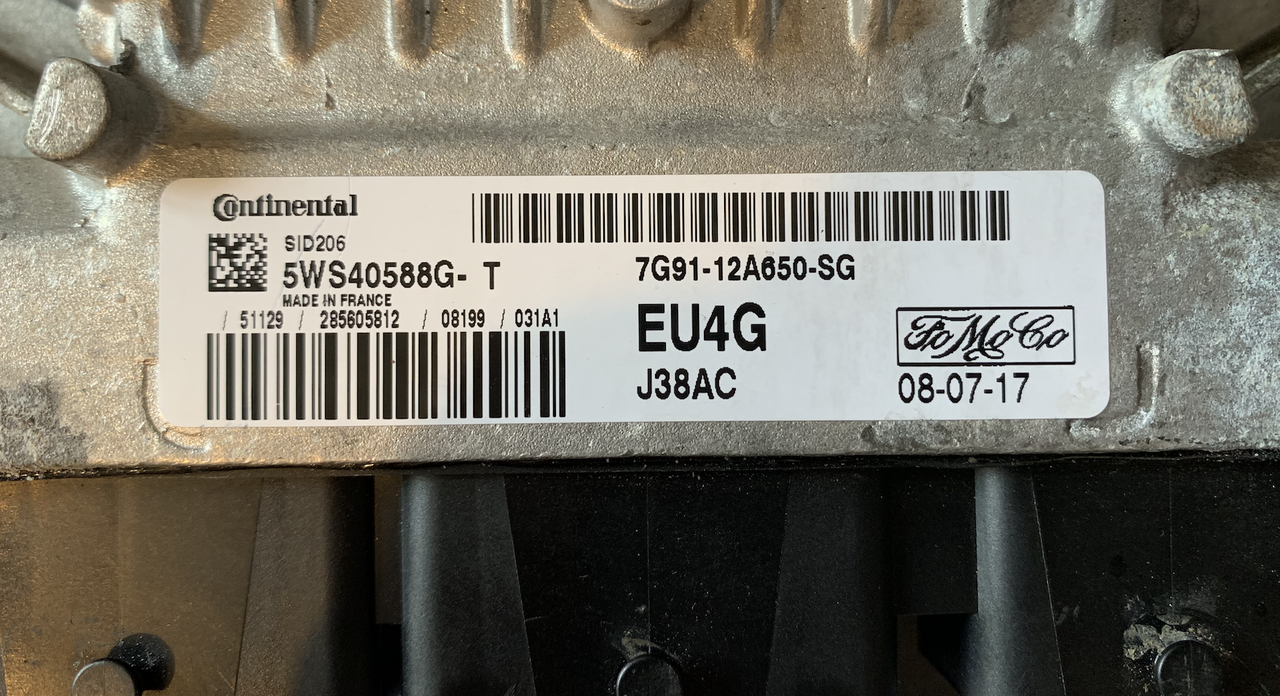 Continental
SID206
5WS40588G- T
MADE IN FRANCE
/ 51129 / 285605812 / 08199 / 031A1
7G91-12A650-SG
EU4G
J38AC
FoMoCo
08-07-17